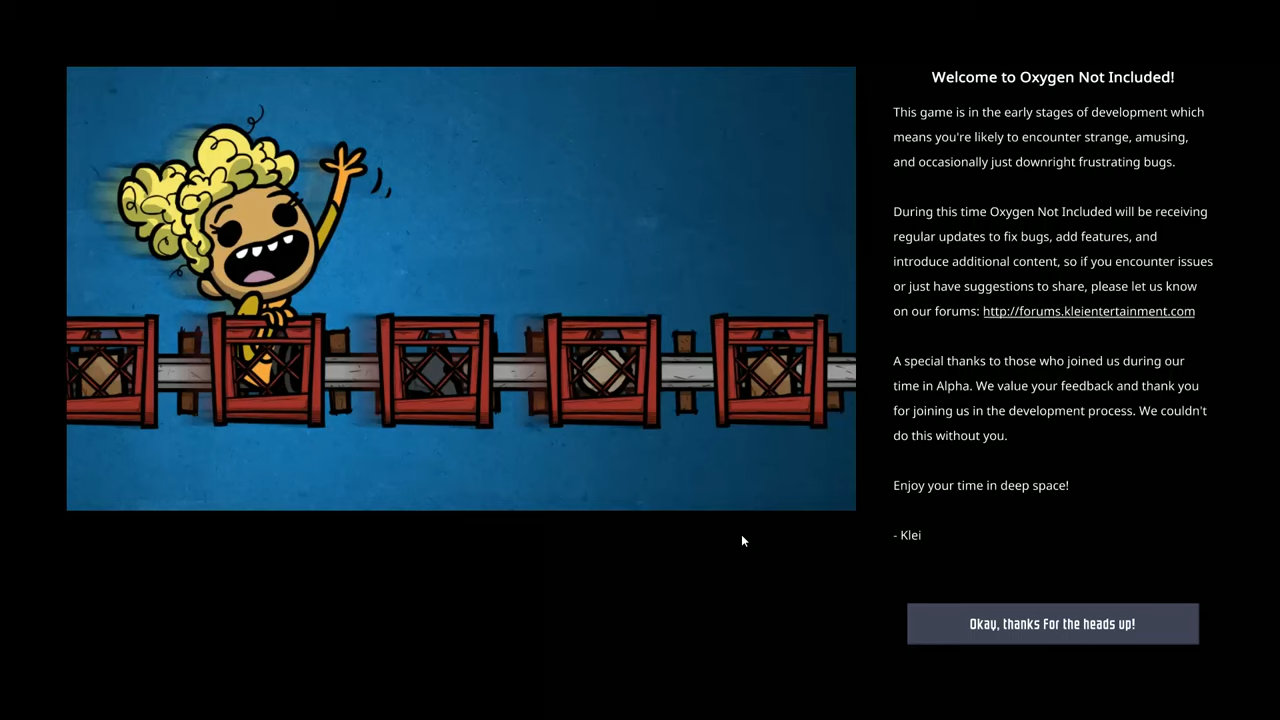 Welcome to Oxygen Not Included!
This game is in the early stages of development which
means you're likely to encounter strange, amusing,
and occasionally just downright frustrating bugs.
During this time Oxygen Not Included will be receiving
regular updates to fix bugs, add features, and
introduce additional content, so if you encounter issues
or just have suggestions to share, please let us know
on our forums: http://forums.kleientertainment.com
A special thanks to those who joined us during our
time in Alpha. We value your feedback and thank you
for joining us in the development process. We couldn't
do this without you.
Enjoy your time in deep space!
- Klei
Okay, thanks for the heads up!